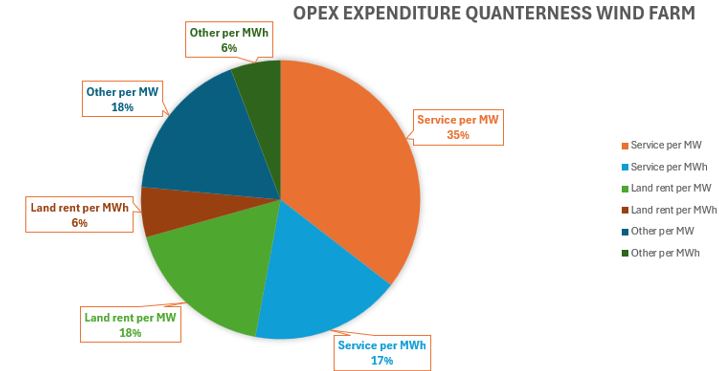 OPEX EXPENDITURE QUANTERNESS WIND FARM
Other per MWh
6%
Other per MW
18%
Service per MW
35%
Land rent per MWh
6%
Land rent per MW
18%
Service per MWh
17%
Service per MW
Service per MWh
Land rent per MW
Land rent per MWh
Other per MW
Other per MWh